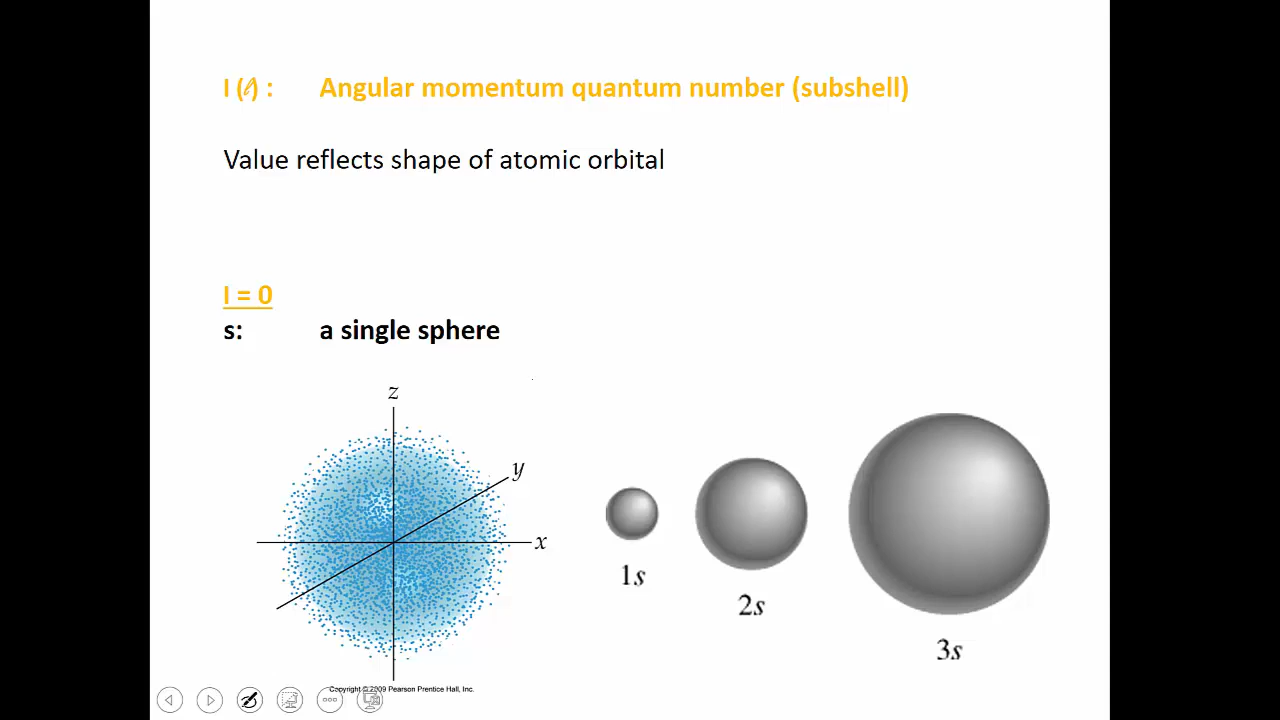 l (ℓ) : Angular momentum quantum number (subshell)
Value reflects shape of atomic orbital
l = 0
s: a single sphere
z
y
x
1s
2s
3s
Copyright © 2009 Pearson Prentice Hall, Inc.